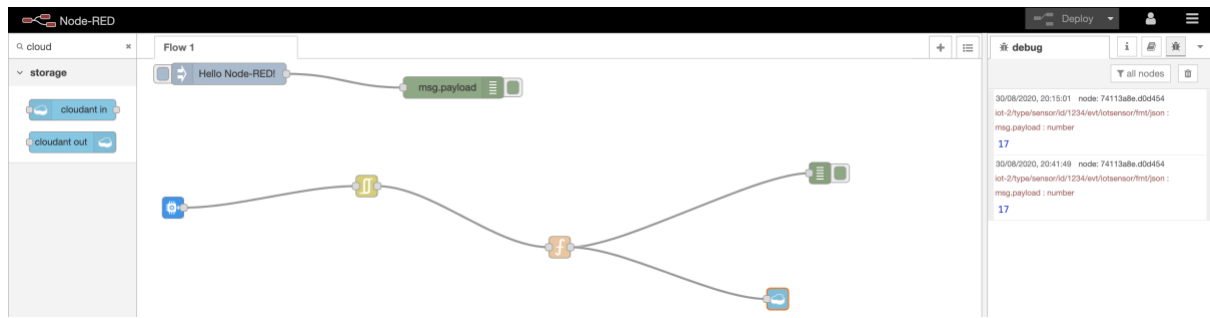 Node-RED
Deploy
cloud
Flow 1
debug
i
storage
Hello Node-RED!
msg.payload
all nodes
cloudant in
cloudant out
30/08/2020, 20:15:01 node: 74113a8e.d0d454
iot-2/type/sensor/id/1234/evt/iotsensor/fmt/json :
msg.payload : number
17
30/08/2020, 20:41:49 node: 74113a8e.d0d454
iot-2/type/sensor/id/1234/evt/iotsensor/fmt/json :
msg.payload : number
17